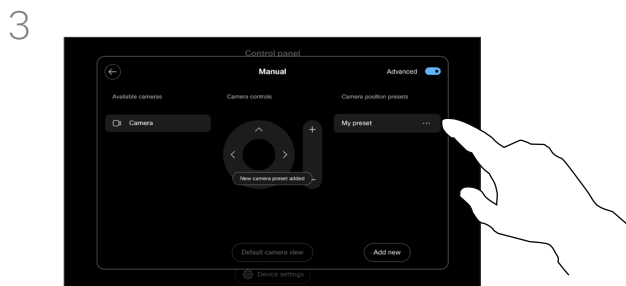 3
Control panel
Manual
Advanced
Available cameras
Camera controls
Camera position presets
Camera
My preset
New camera preset added
Default camera view
Add new
Device settings